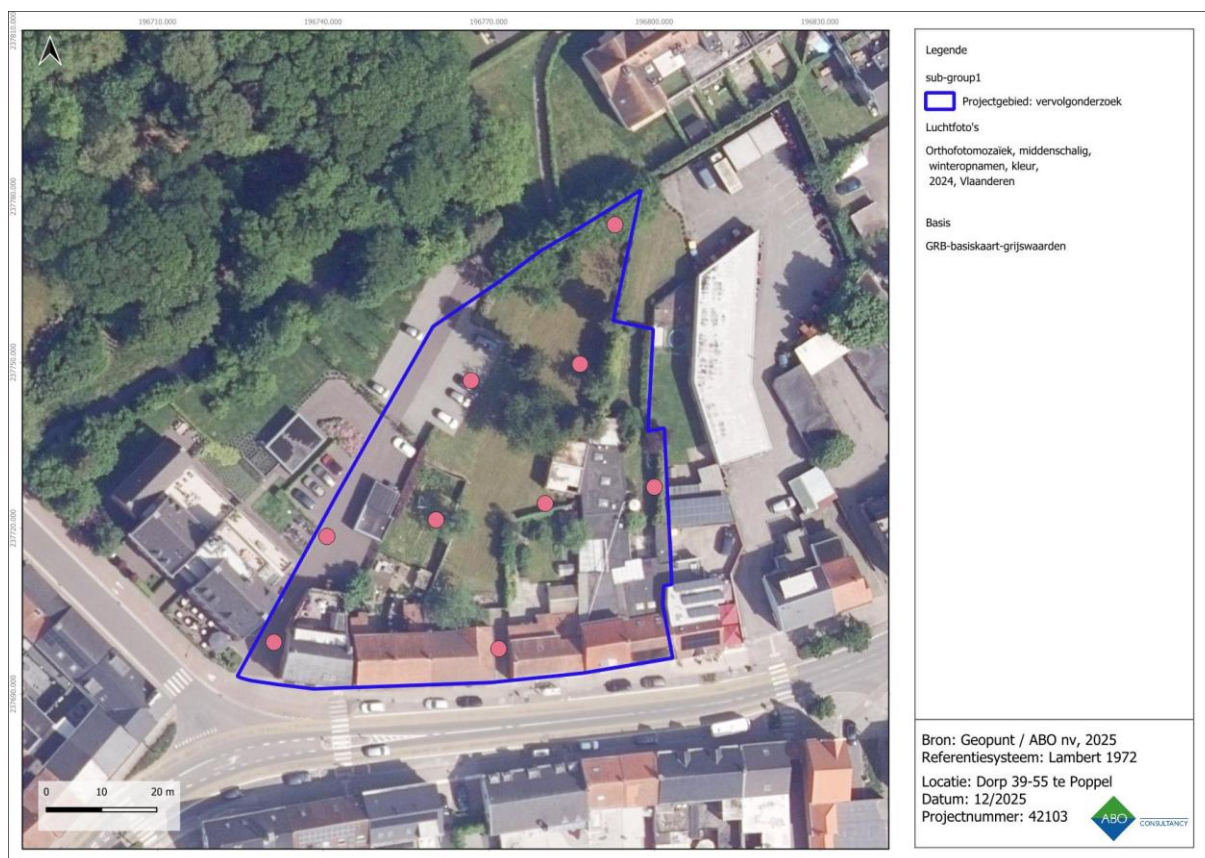 196710.000
196740.000
196770.000
196800.000
196830.000
237810.000
237780.000
237750.000
237720.000
237690.000
0 10 20 m
Legende
sub-group1
Projectgebied: vervolgonderzoek
Luchtfoto's
Orthofotomozaïek, middenschalig,
winteropnamen, kleur,
2024, Vlaanderen
Basis
GRB-basiskaart-grijswaarden
Bron: Geopunt / ABO nv, 2025
Referentiesysteem: Lambert 1972
Locatie: Dorp 39-55 te Poppel
Datum: 12/2025
Projectnummer: 42103
ABO
CONSULTANCY